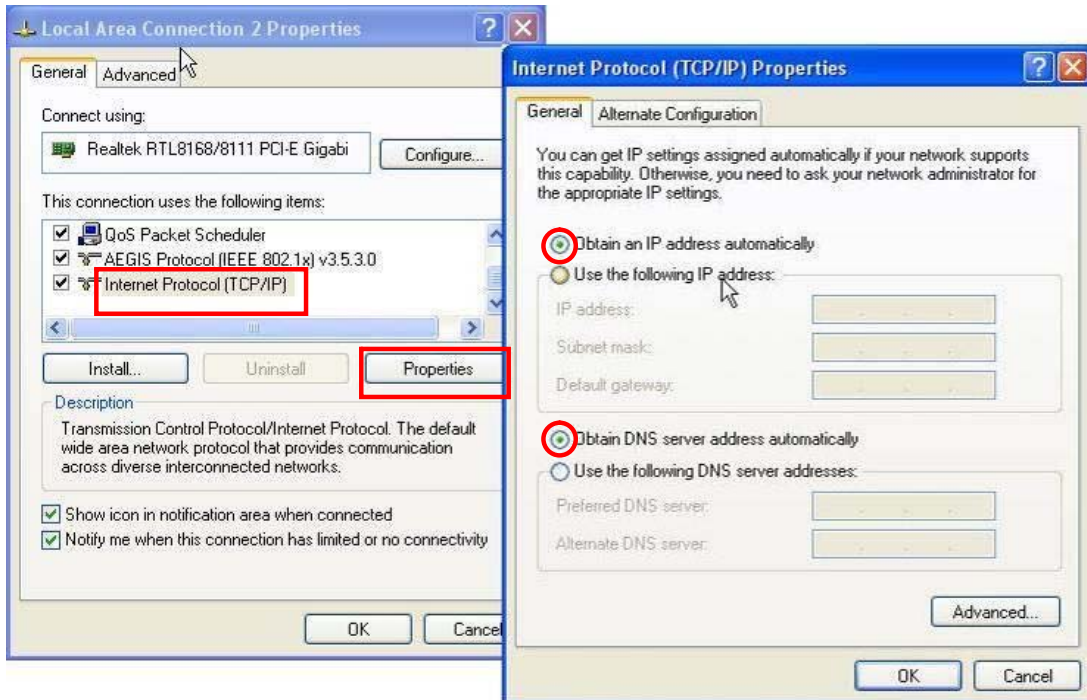 Local Area Connection 2 Properties
General
Advanced
Connect using:
Realtek RTL8168/8111 PCI-E Gigabi
Configure...
This connection uses the following items:
QoS Packet Scheduler
AEGIS Protocol (IEEE 802.1x) v3.5.3.0
Internet Protocol (TCP/IP)
Install...
Uninstall
Properties
Description
Transmission Control Protocol/Internet Protocol. The default
wide area network protocol that provides communication
across diverse interconnected networks.
Show icon in notification area when connected
Notify me when this connection has limited or no connectivity
OK
Cancel
Internet Protocol (TCP/IP) Properties
General
Alternate Configuration
You can get IP settings assigned automatically if your network supports
this capability. Otherwise, you need to ask your network administrator for
the appropriate IP settings.
Obtain an IP address automatically
Use the following IP address:
IP address:
Subnet mask:
Default gateway:
Obtain DNS server address automatically
Use the following DNS server addresses:
Preferred DNS server:
Alternate DNS server:
Advanced...
OK
Cancel